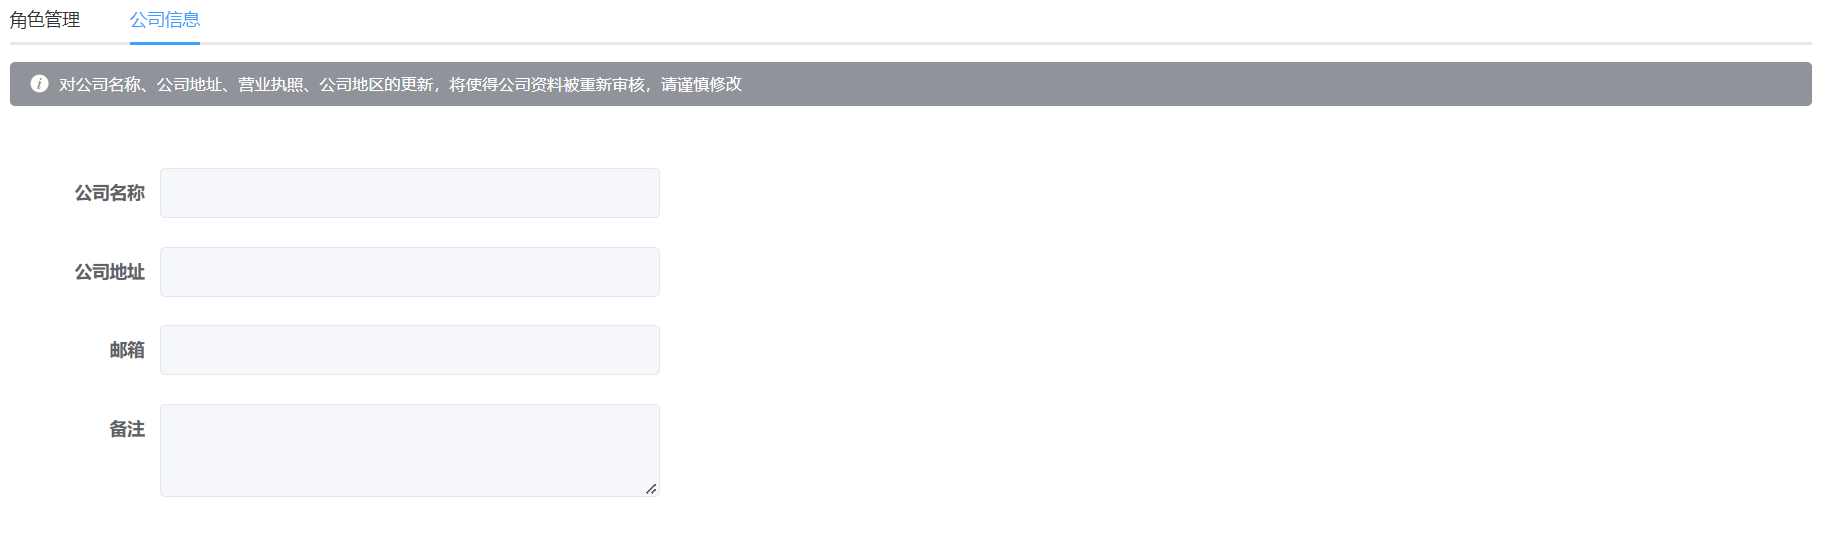 角色管理 公司信息
对公司名称、公司地址、营业执照、公司地区的更新，将使得公司资料被重新审核，请谨慎修改
公司名称
公司地址
邮箱
备注